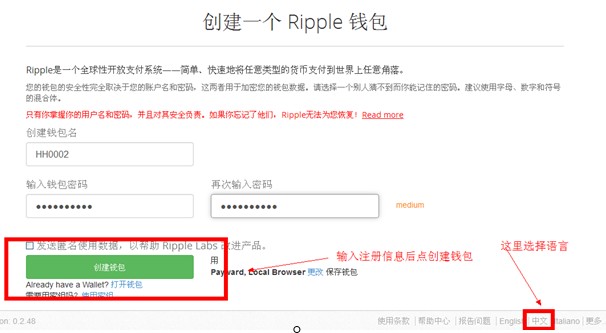 创建一个 Ripple 钱包
Ripple是一个全球性开放支付系统——简单、快速地将任意类型的货币支付到世界上任意角落。
您的钱包的安全性完全取决于您的账户名和密码，这两者用于加密您的钱包数据。请选择一个别人猜不到而你能记住的密码。建议使用字母、数字和符号
的混合体。
只有你掌握你的用户名和密码，并且对其安全负责。如果你忘记了他们，Ripple无法为您恢复！ Read more
创建钱包名
HH0002
输入钱包密码 再次输入密码
●●●●●●●●●● ●●●●●●●●●● medium
发送匿名使用数据，以帮助 Ripple Labs 改进产品。
这里选择语言
创建钱包
用
输入注册信息后点创建钱包
Payward, Local Browser 更改 保存钱包
Already have a Wallet? 打开钱包
需要用密钥吗? 使用密钥
on: 0.2.48 使用条款 | 帮助中心 | 报告问题 | English | 中文 | Italiano | 更多